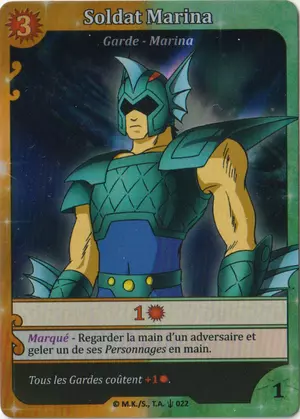 3
Soldat Marina
Garde - Marina
1
Marqué - Regarder la main d'un adversaire et
geler un de ses Personnages en main.
Tous les Gardes coûtent +1.
© M.K./S., T.A. 022
1